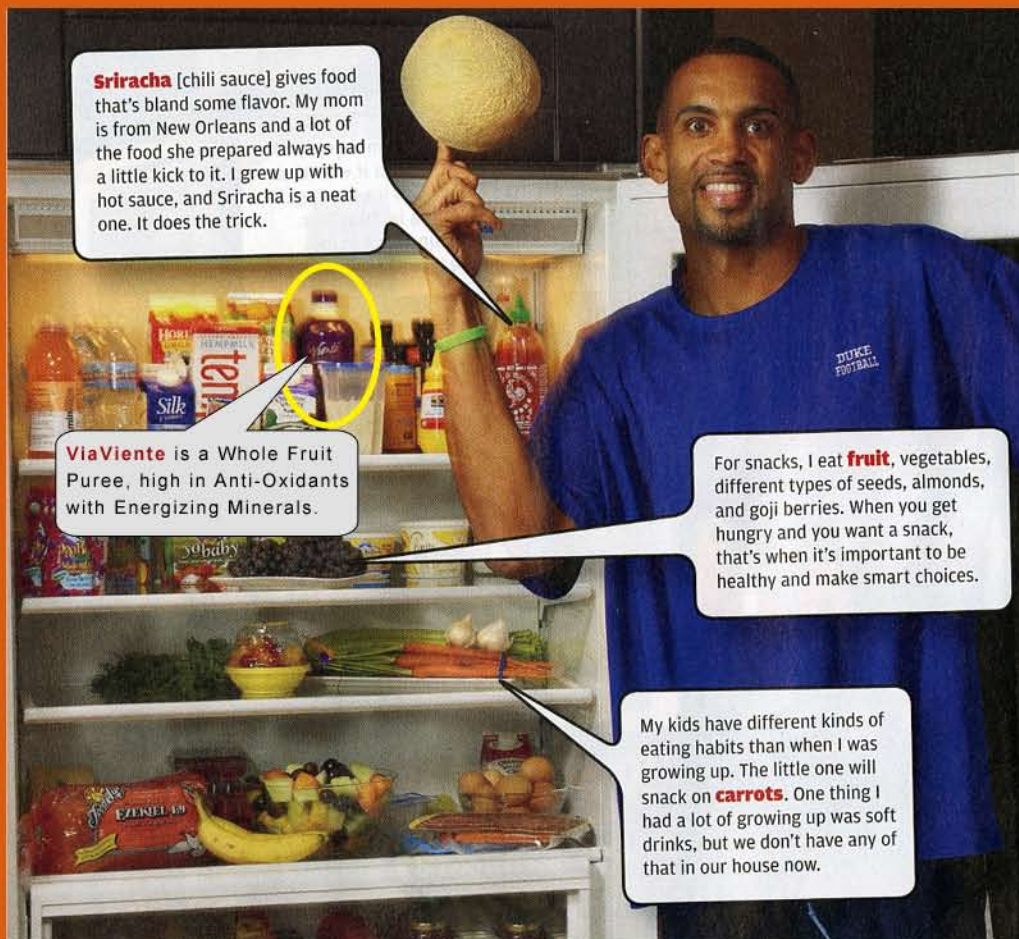 Sriracha [chili sauce] gives food
that's bland some flavor. My mom
is from New Orleans and a lot of
the food she prepared always had
a little kick to it. I grew up with
hot sauce, and Sriracha is a neat
one. It does the trick.
DUKE
FOOTBALL
HEMPMILK
Silk
Viente
ViaViente is a Whole Fruit
Puree, high in Anti-Oxidants
with Energizing Minerals.
For snacks, I eat fruit, vegetables,
different types of seeds, almonds,
and goji berries. When you get
hungry and you want a snack,
that's when it's important to be
healthy and make smart choices.
My kids have different kinds of
eating habits than when I was
growing up. The little one will
snack on carrots. One thing I
had a lot of growing up was soft
drinks, but we don't have any of
that in our house now.
EZEKIEL 4:9